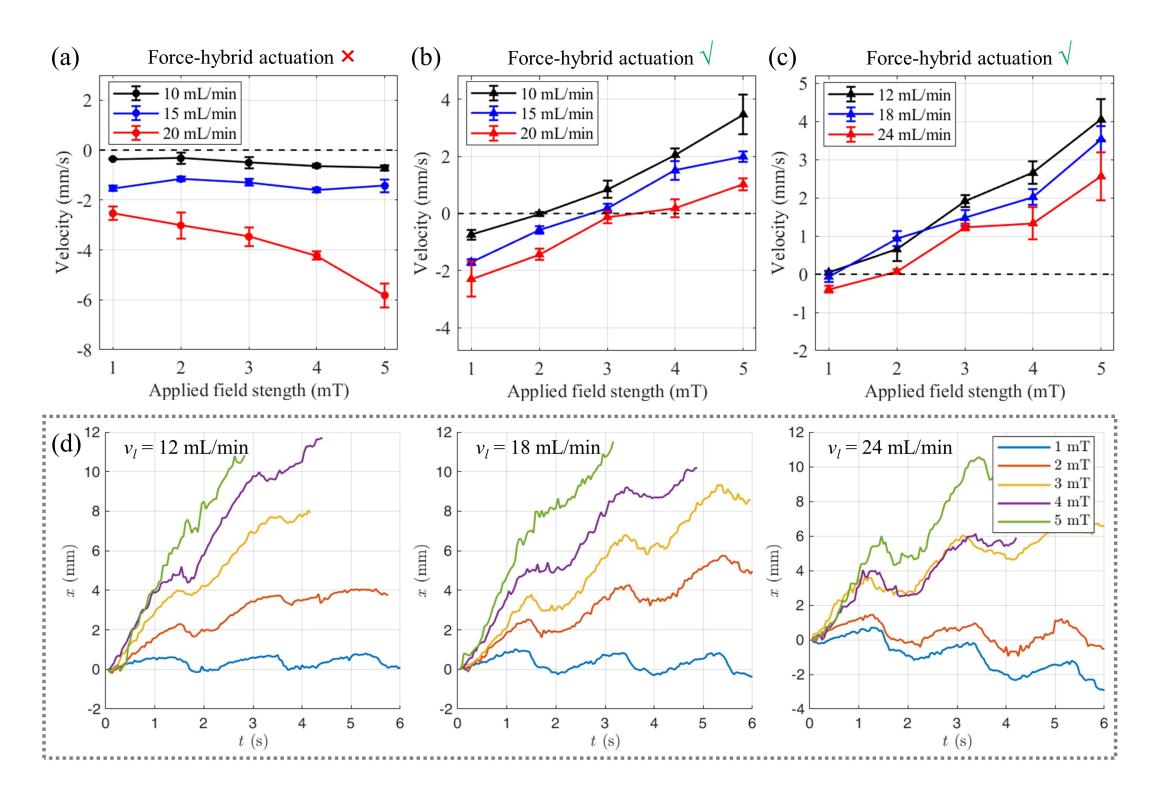 (a)
Force-hybrid actuation ×
10 mL/min
15 mL/min
20 mL/min
Velocity (mm/s)
2
0
-2
-4
-6
-8
1 2 3 4 5
Applied field stength (mT)
(b)
Force-hybrid actuation √
10 mL/min
15 mL/min
20 mL/min
Velocity (mm/s)
4
2
0
-2
-4
1 2 3 4 5
Applied field stength (mT)
(c)
Force-hybrid actuation √
12 mL/min
18 mL/min
24 mL/min
Velocity (mm/s)
5
4
3
2
1
0
-1
-2
1 2 3 4 5
Applied field stength (mT)
(d)
v_l = 12 mL/min
x (mm)
12
10
8
6
4
2
0
-2
0 1 2 3 4 5 6
t (s)
v_l = 18 mL/min
x (mm)
12
10
8
6
4
2
0
-2
0 1 2 3 4 5 6
t (s)
v_l = 24 mL/min
1 mT
2 mT
3 mT
4 mT
5 mT
x (mm)
12
10
8
6
4
2
0
-2
-4
0 1 2 3 4 5 6
t (s)